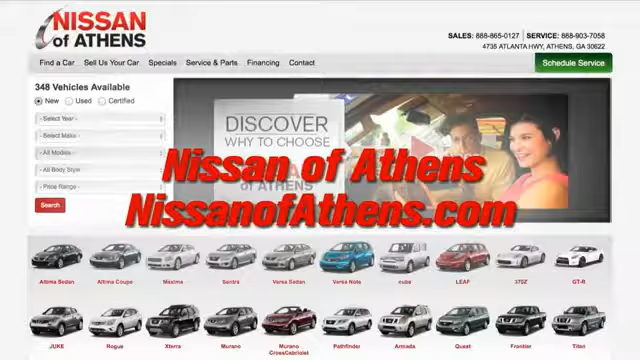 NISSAN
of ATHENS
SALES: 888-865-0127 | SERVICE: 888-903-7058
4735 ATLANTA HWY, ATHENS, GA 30622
Find a Car Sell Us Your Car Specials Service & Parts Financing Contact
Schedule Service
348 Vehicles Available
New Used Certified
- Select Year -
- Select Make -
- All Models -
- All Body Style
- Price Range -
Search
DISCOVER
WHY TO CHOOSE
of ATHENS
Nissan of Athens
NissanofAthens.com
Altima Sedan Altima Coupe Maxima Sentra Versa Sedan Versa Note cube LEAF 370Z GT-R
JUKE Rogue Xterra Murano Murano CrossCabriolet Pathfinder Armada Quest Frontier Titan